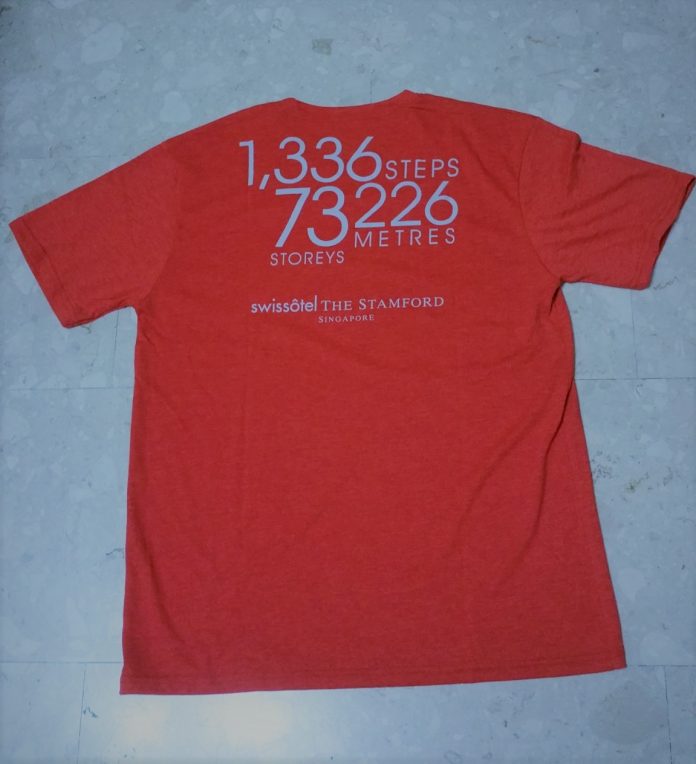 1,336 STEPS
73 226
STOREYS METRES
swissôtel THE STAMFORD
SINGAPORE